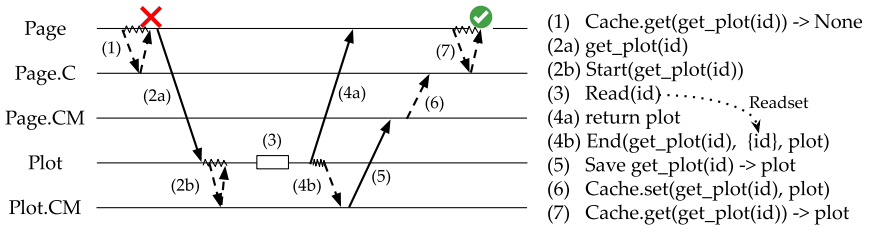 Page
Page.C
Page.CM
Plot
Plot.CM
(1)
(2a)
(2b)
(3)
(4a)
(4b)
(5)
(6)
(7)
(1) Cache.get(get_plot(id)) -> None
(2a) get_plot(id)
(2b) Start(get_plot(id))
(3) Read(id)
Readset
(4a) return plot
(4b) End(get_plot(id), {id}, plot)
(5) Save get_plot(id) -> plot
(6) Cache.set(get_plot(id), plot)
(7) Cache.get(get_plot(id)) -> plot